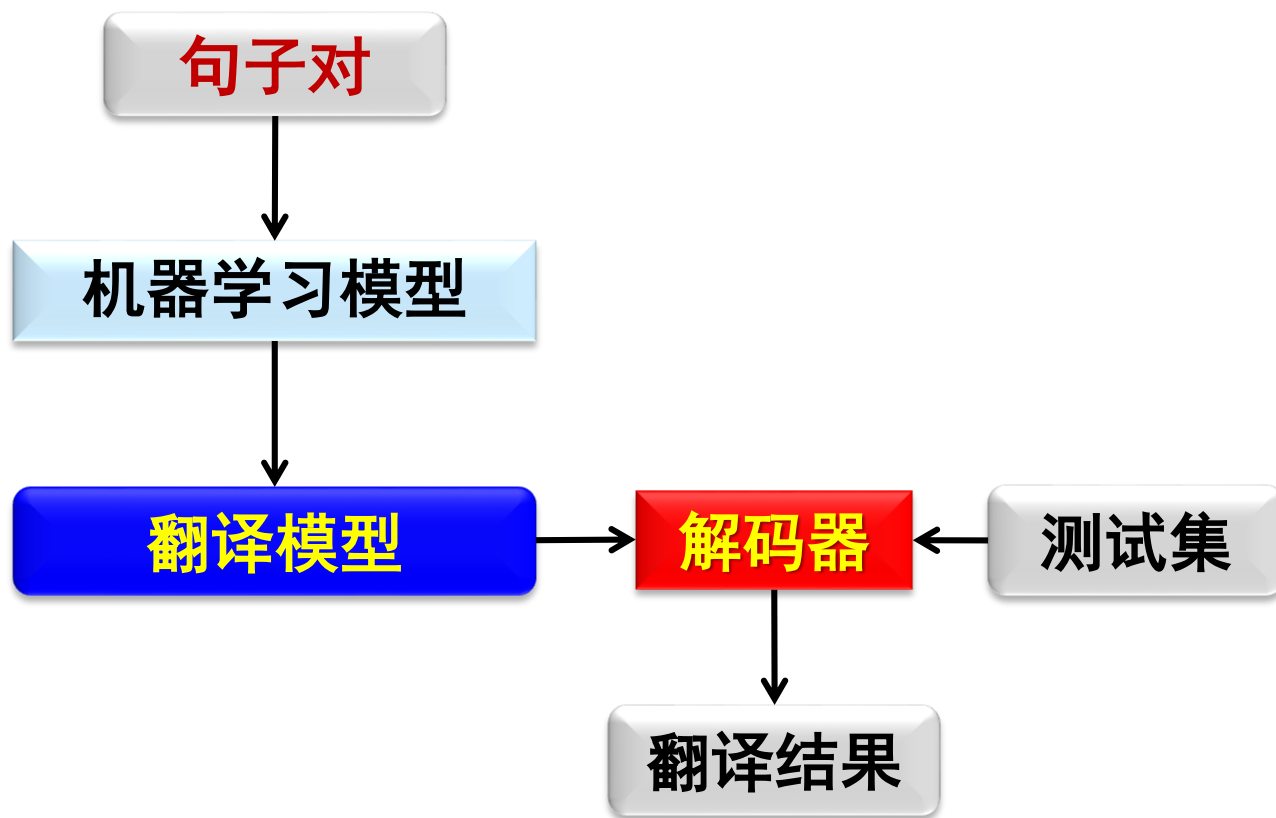 句子对
机器学习模型
翻译模型
解码器
测试集
翻译结果